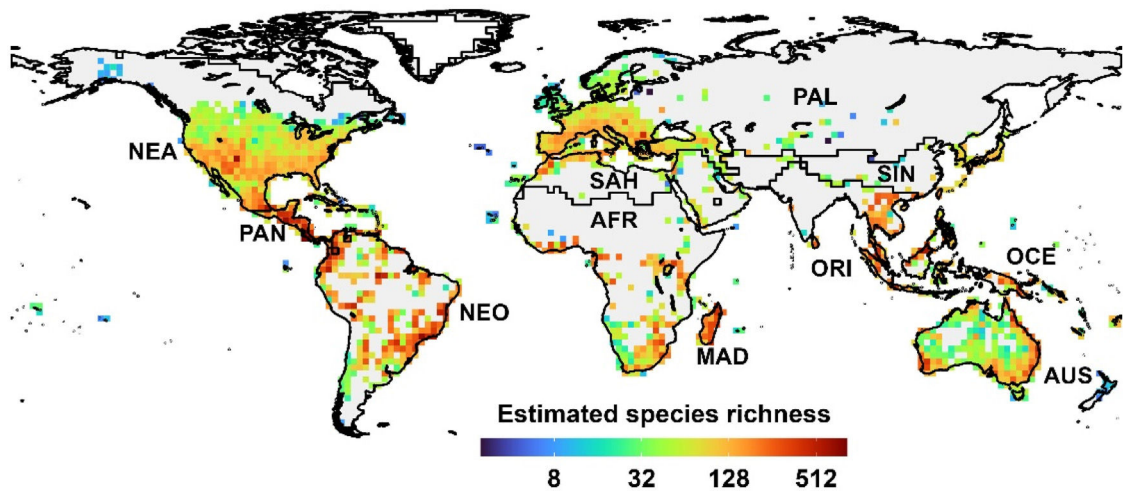 PAL
NEA
SIN
SAH
AFR
PAN
OCE
ORI
NEO
MAD
AUS
Estimated species richness
8 32 128 512